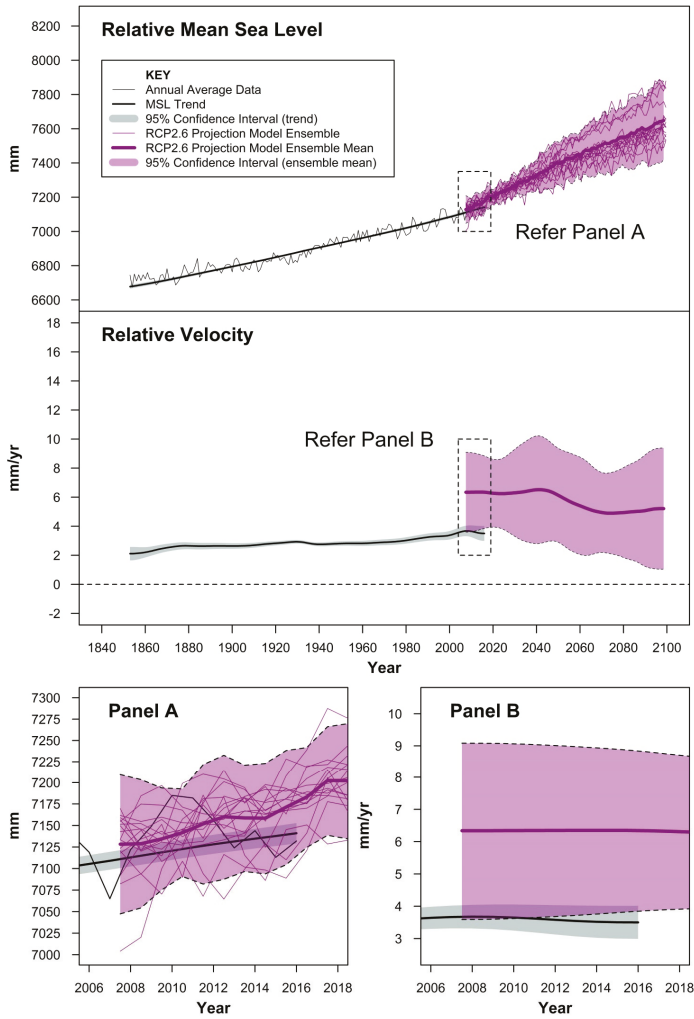 Relative Mean Sea Level
KEY
Annual Average Data
MSL Trend
95% Confidence Interval (trend)
RCP2.6 Projection Model Ensemble
RCP2.6 Projection Model Ensemble Mean
95% Confidence Interval (ensemble mean)
8200
8000
7800
7600
7400
7200
7000
6800
6600
mm
Refer Panel A
Relative Velocity
18
16
14
12
10
8
6
4
2
0
-2
mm/yr
Refer Panel B
1840 1860 1880 1900 1920 1940 1960 1980 2000 2020 2040 2060 2080 2100
Year
Panel A
7300
7275
7250
7225
7200
7175
7150
7125
7100
7075
7050
7025
7000
mm
2006 2008 2010 2012 2014 2016 2018
Year
Panel B
10
9
8
7
6
5
4
3
mm/yr
2006 2008 2010 2012 2014 2016 2018
Year